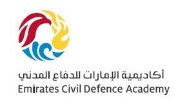 أكاديمية الإمارات للدفاع المدني
Emirates Civil Defence Academy